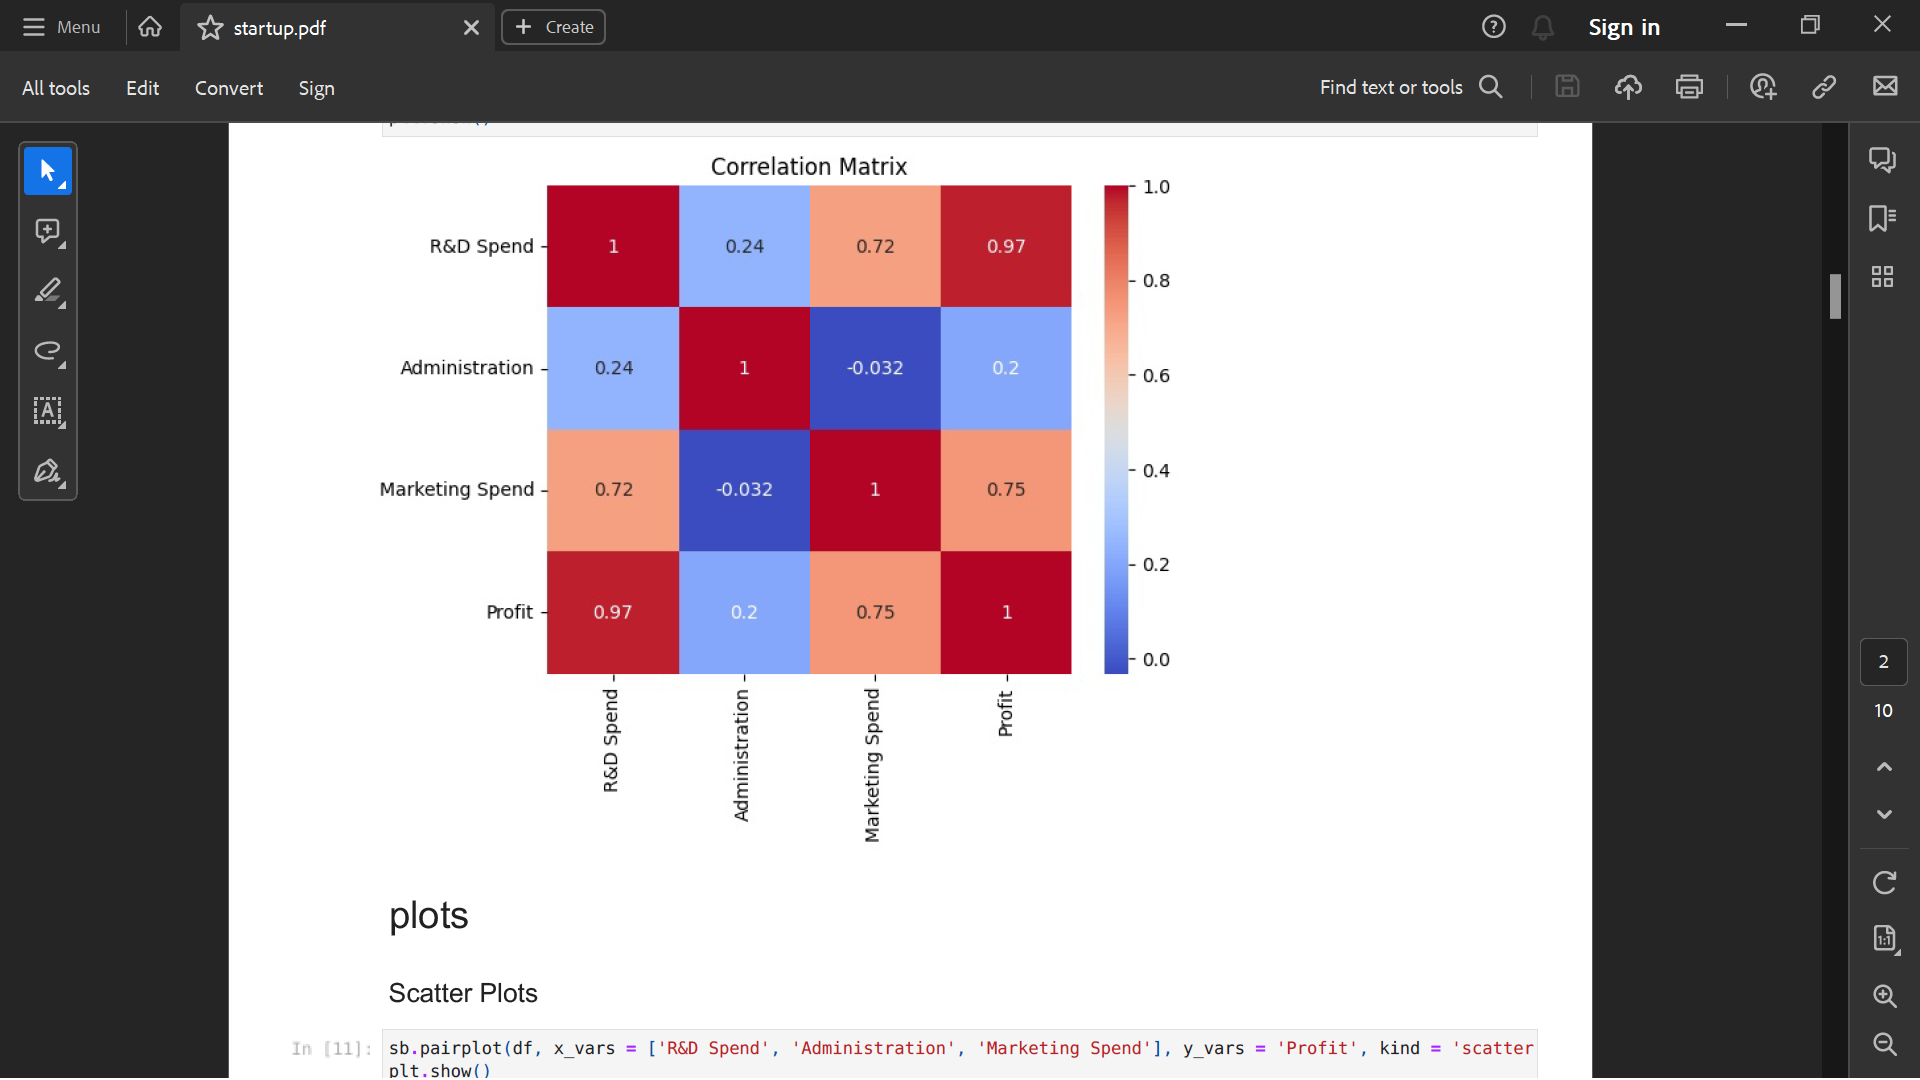 Menu
startup.pdf
Create
Sign in
All tools
Edit
Convert
Sign
Find text or tools
Correlation Matrix
R&D Spend
1
0.24
0.72
0.97
Administration
0.24
1
-0.032
0.2
Marketing Spend
0.72
-0.032
1
0.75
Profit
0.97
0.2
0.75
1
R&D Spend
Administration
Marketing Spend
Profit
1.0
0.8
0.6
0.4
0.2
0.0
2
10
plots
Scatter Plots
In [11]:
sb.pairplot(df, x_vars = ['R&D Spend', 'Administration', 'Marketing Spend'], y_vars = 'Profit', kind = 'scatter
plt.show()